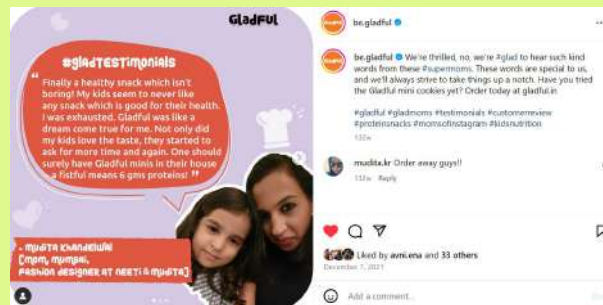 GLadFUL
#gladtestimonials
“ Finally a healthy snack which isn't
boring! My kids seem to never like
any snack which is good for their health.
I was exhausted. Gladful was like a
dream come true for me. Not only did
my kids love the taste, they started to
ask for more time and again. One should
surely have Gladful minis in their house
a fistful means 6 gms proteins! ”
- Mudita Khandelwal
[Mom, Mumbai,
Fashion designer at Neeti & Mudita]
be.gladful
be.gladful We're thrilled, no, we're #glad to hear such kind
words from these #supermoms. These words are special to us,
and we'll always strive to take things up a notch. Have you tried
the Gladful mini cookies yet? Order today at gladful.in
#gladful #gladmoms #testimonials #customerreview
#proteinsnacks #momsofinstagram #kidsnutrition
132w
mudita.kr Order away guys!!
132w Reply
Liked by avni.ena and 33 others
December 7, 2021
Add a comment...